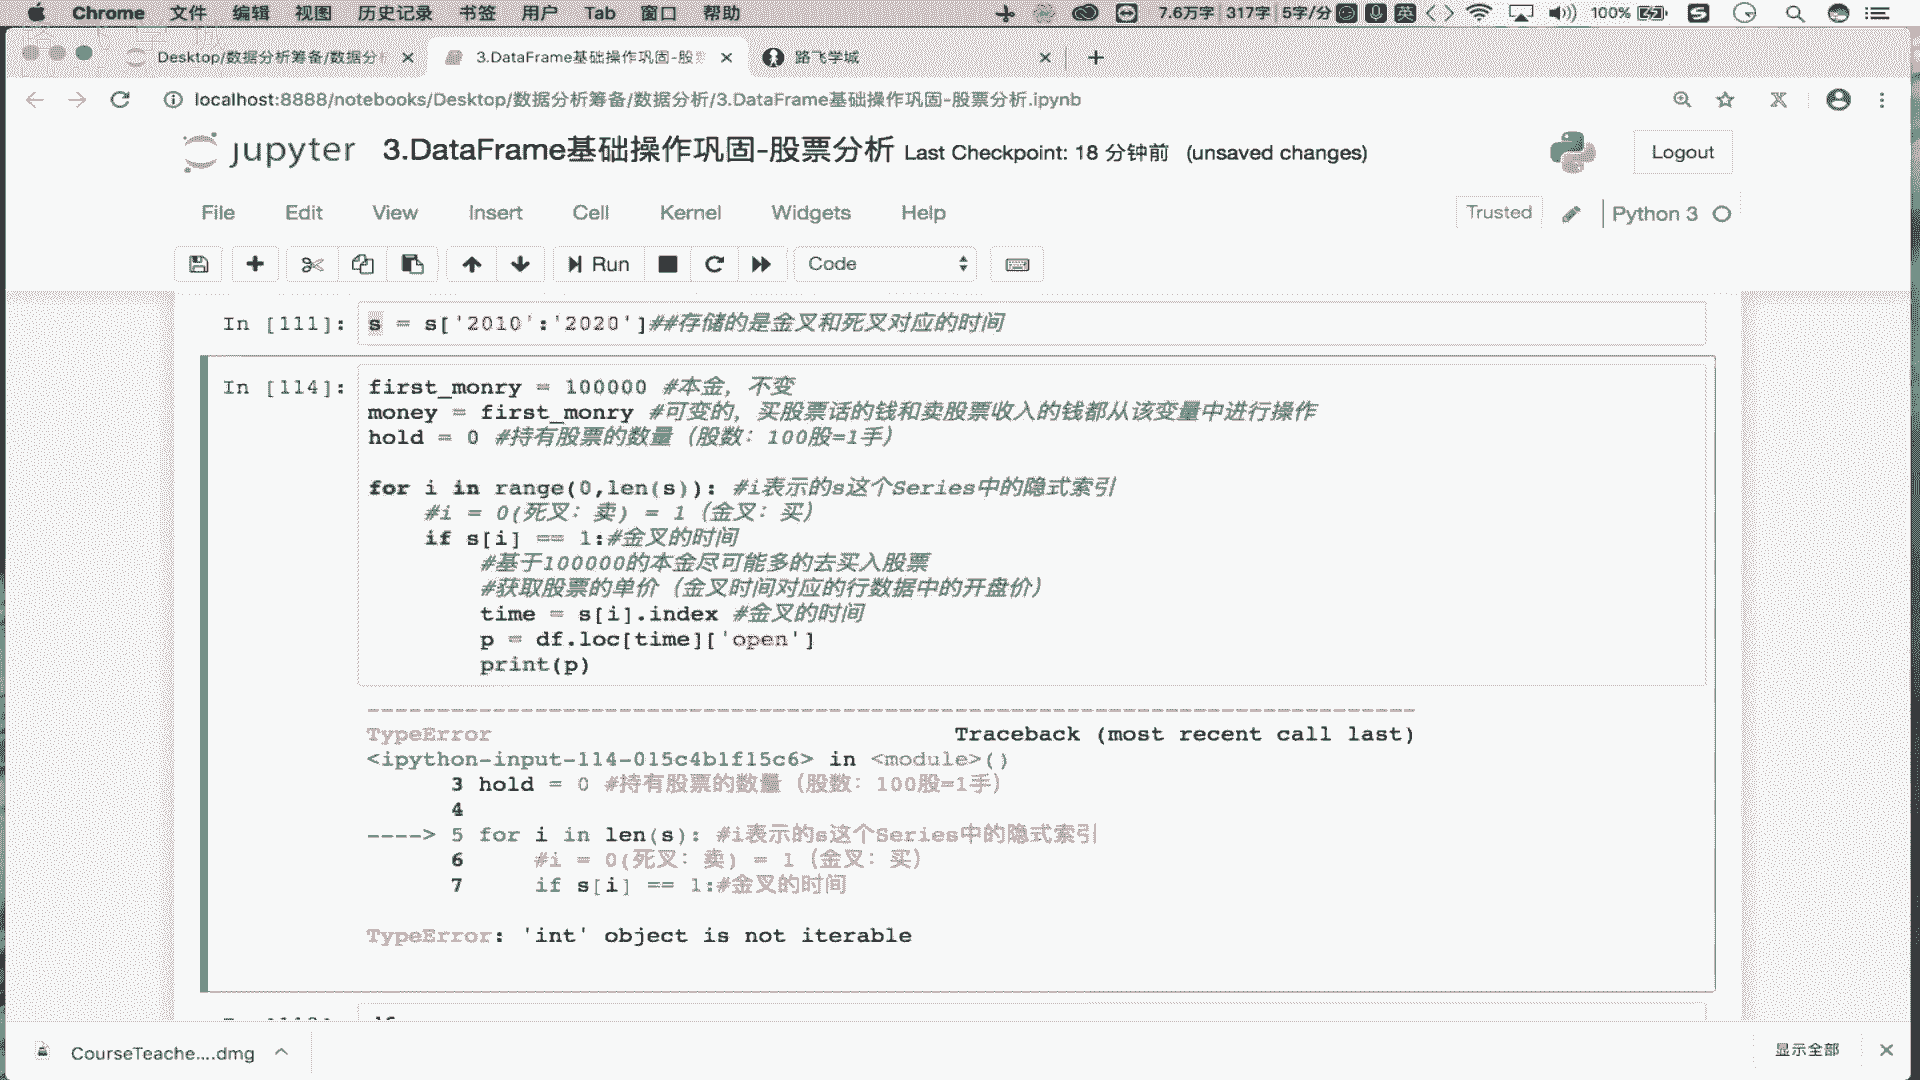 Chrome 文件 编辑 视图 历史记录 书签 用户 Tab 窗口 帮助 7.6万字 317字 5字/分 英 100%
Desktop/数据分析筹备/数据分析 3.DataFrame基础操作巩固-股票 路飞学城
localhost:8888/notebooks/Desktop/数据分析筹备/数据分析/3.DataFrame基础操作巩固-股票分析.ipynb
jupyter 3.DataFrame基础操作巩固-股票分析 Last Checkpoint: 18 分钟前 (unsaved changes) Logout
File Edit View Insert Cell Kernel Widgets Help Trusted Python 3
Run Code
In [111]: s = s['2010':'2020']##存储的是金叉和死叉对应的时间
In [114]: first_monry = 100000 #本金，不变
money = first_monry #可变的，买股票话的钱和卖股票收入的钱都从该变量中进行操作
hold = 0 #持有股票的数量（股数：100股=1手）
for i in range(0,len(s)): #i表示的s这个Series中的隐式索引
#i = 0(死叉：卖) = 1（金叉：买）
if s[i] == 1:#金叉的时间
#基于100000的本金尽可能多的去买入股票
#获取股票的单价（金叉时间对应的行数据中的开盘价）
time = s[i].index #金叉的时间
p = df.loc[time]['open']
print(p)
---------------------------------------------------------------------------
TypeError Traceback (most recent call last)
<ipython-input-114-015c4b1f15c6> in <module>()
3 hold = 0 #持有股票的数量（股数：100股=1手）
4
----> 5 for i in len(s): #i表示的s这个Series中的隐式索引
6 #i = 0(死叉：卖) = 1（金叉：买）
7 if s[i] == 1:#金叉的时间
TypeError: 'int' object is not iterable
CourseTeache....dmg 显示全部